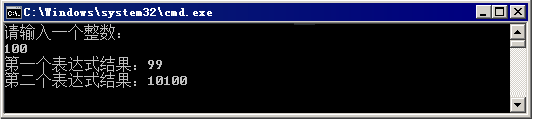 C:\Windows\system32\cmd.exe
请输入一个整数：
100
第一个表达式结果：99
第二个表达式结果：10100